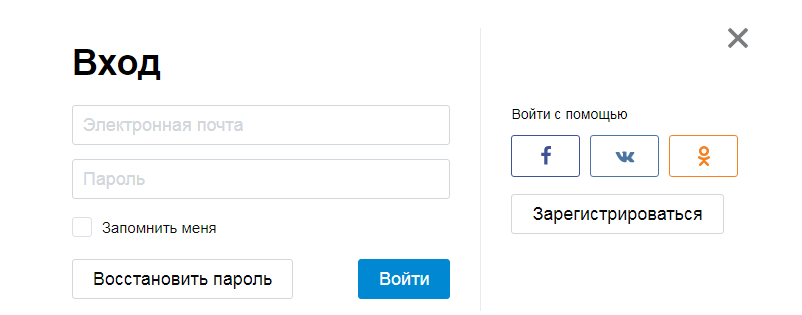 Вход
Электронная почта
Пароль
Запомнить меня
Восстановить пароль
Войти
Войти с помощью
Зарегистрироваться